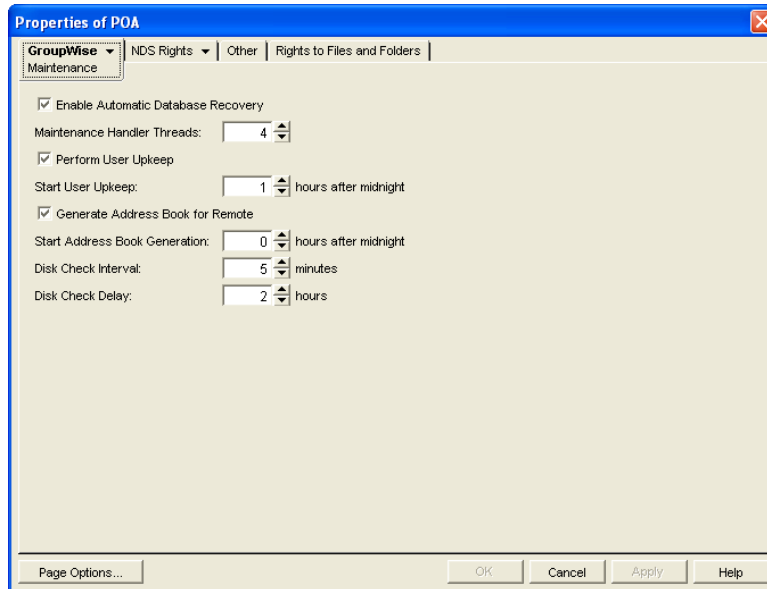 Properties of POA
GroupWise NDS Rights Other Rights to Files and Folders
Maintenance
Enable Automatic Database Recovery
Maintenance Handler Threads: 4
Perform User Upkeep
Start User Upkeep: 1 hours after midnight
Generate Address Book for Remote
Start Address Book Generation: 0 hours after midnight
Disk Check Interval: 5 minutes
Disk Check Delay: 2 hours
Page Options... OK Cancel Apply Help